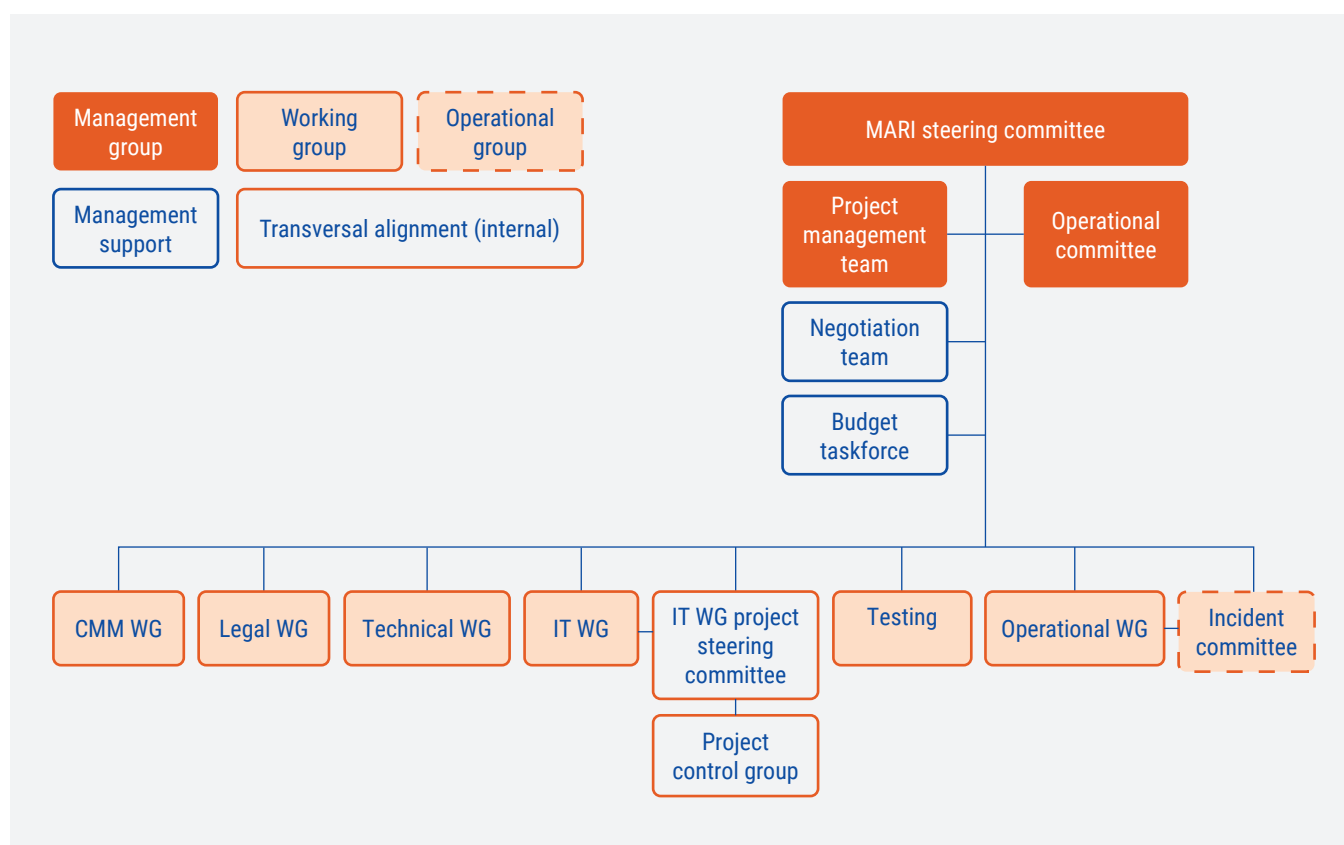 Management
group
Working
group
Operational
group
Management
support
Transversal alignment (internal)
MARI steering committee
Project
management
team
Operational
committee
Negotiation
team
Budget
taskforce
CMM WG
Legal WG
Technical WG
IT WG
IT WG project
steering
committee
Testing
Operational WG
Incident
committee
Project
control group